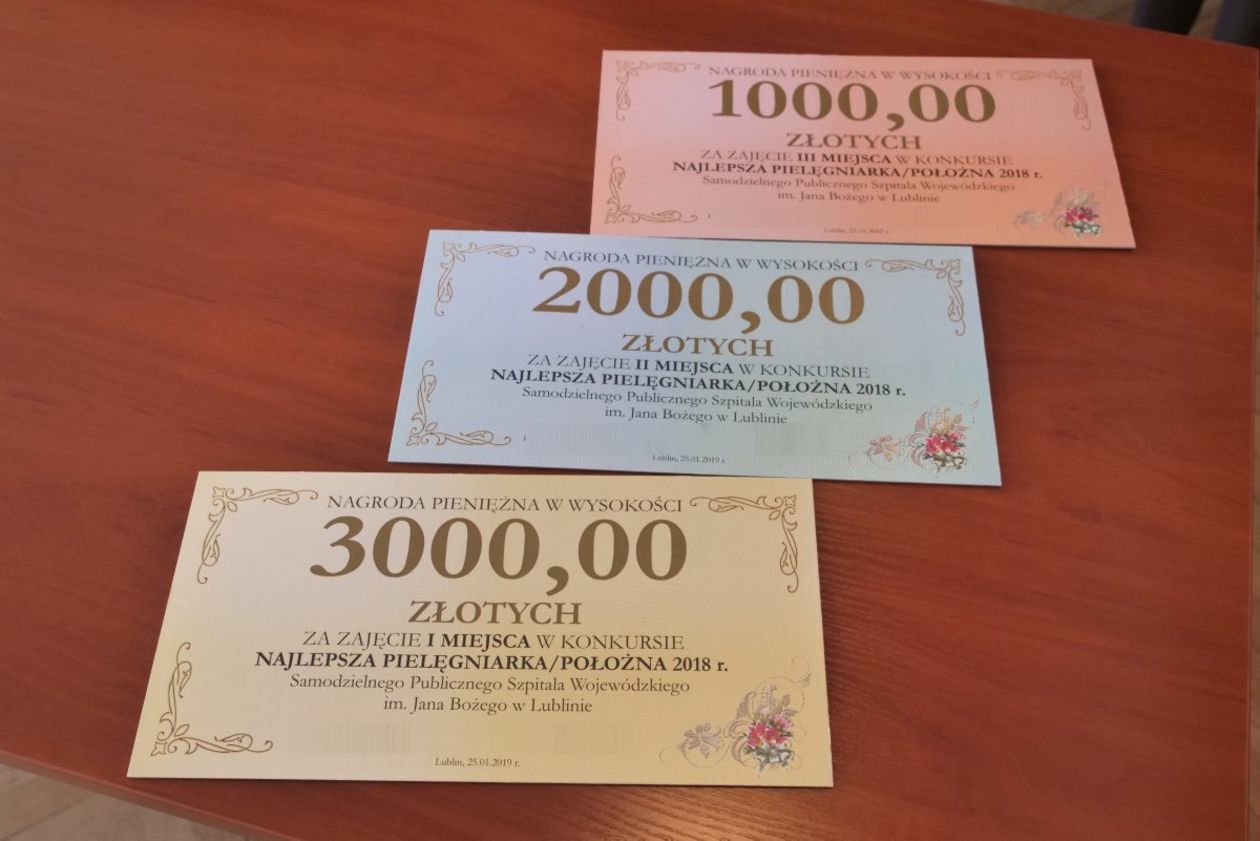 NAGRODA PIENIĘŻNA W WYSOKOŚCI
1000,00
ZŁOTYCH
ZA ZAJĘCIE III MIEJSCA W KONKURSIE
NAJLEPSZA PIELĘGNIARKA/POŁOŻNA 2018 r.
Samodzielnego Publicznego Szpitala Wojewódzkiego
im. Jana Bożego w Lublinie
Lublin, 25.01.2019 r.
NAGRODA PIENIĘŻNA W WYSOKOŚCI
2000,00
ZŁOTYCH
ZA ZAJĘCIE II MIEJSCA W KONKURSIE
NAJLEPSZA PIELĘGNIARKA/POŁOŻNA 2018 r.
Samodzielnego Publicznego Szpitala Wojewódzkiego
im. Jana Bożego w Lublinie
Lublin, 25.01.2019 r.
NAGRODA PIENIĘŻNA W WYSOKOŚCI
3000,00
ZŁOTYCH
ZA ZAJĘCIE I MIEJSCA W KONKURSIE
NAJLEPSZA PIELĘGNIARKA/POŁOŻNA 2018 r.
Samodzielnego Publicznego Szpitala Wojewódzkiego
im. Jana Bożego w Lublinie
Lublin, 25.01.2019 r.